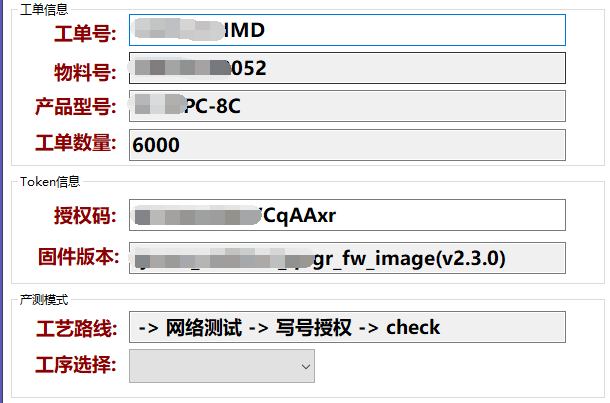 工单信息
工单号: IMD
物料号: 052
产品型号: PC-8C
工单数量: 6000
Token信息
授权码: CqAAxr
固件版本: gr_fw_image(v2.3.0)
产测模式
工艺路线: -> 网络测试 -> 写号授权 -> check
工序选择: